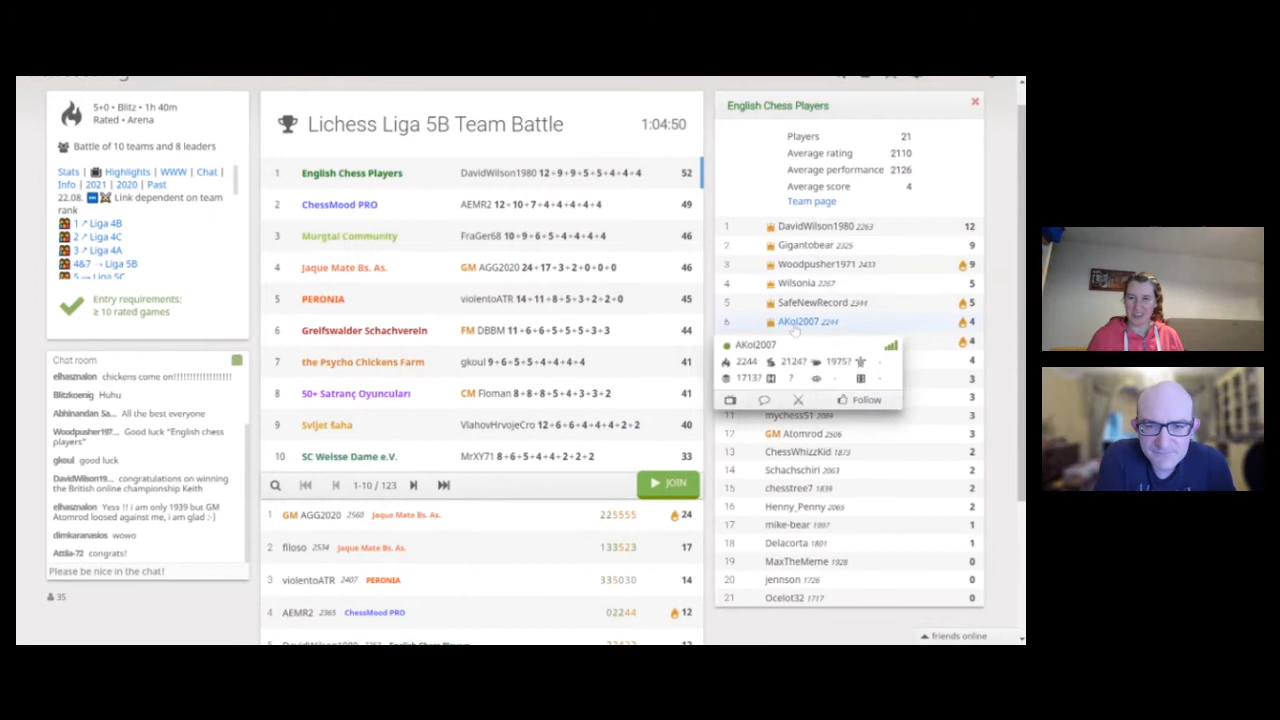 5+0 • Blitz • 1h 40m
Rated • Arena
Battle of 10 teams and 8 leaders
Stats | Highlights | WWW | Chat |
Info | 2021 | 2020 | Past
22.08. Link dependent on team
rank
1 ↗ Liga 4B
2 ↗ Liga 4C
3 ↗ Liga 4A
4&7 → Liga 5B
Entry requirements:
≥ 10 rated games
Chat room
elhasznalon chickens come on!!!!!!!!!!!!!!!!!!
Blitzkoenig Huhu
Abhinandan Sa... All the best everyone
Woodpusher197... Good luck "English chess
players"
gkoul good luck
DavidWilson19... congratulations on winning
the British online championship Keith
elhasznalon Yess !! i am only 1939 but GM
Atomrod loosed against me, i am glad :-)
dimkaranasios wowo
Attila-72 congrats!
Please be nice in the chat!
35
Lichess Liga 5B Team Battle 1:04:50
1 English Chess Players DavidWilson1980 12+9+9+5+5+4+4+4 52
2 ChessMood PRO AEMR2 12+10+7+4+4+4+4+4 49
3 Murgtal Community FraGer68 10+9+6+5+4+4+4+4 46
4 Jaque Mate Bs. As. GM AGG2020 24+17+3+2+0+0+0 46
5 PERONIA violentoATR 14+11+8+5+3+2+2+0 45
6 Greifswalder Schachverein FM DBBM 11+6+6+5+5+5+3+3 44
7 the Psycho Chickens Farm gkoul 9+6+5+5+4+4+4+4 41
8 50+ Satranç Oyuncuları CM Floman 8+8+8+5+4+3+3+2 41
9 Svijet šaha VlahovHrvojeCro 12+6+6+4+4+4+2+2 40
10 SC Weisse Dame e.V. MrXY71 8+6+5+4+4+2+2+2 33
1-10 / 123 JOIN
1 GM AGG2020 2560 Jaque Mate Bs. As. 225555 24
2 filoso 2534 Jaque Mate Bs. As. 133523 17
3 violentoATR 2407 PERONIA 335030 14
4 AEMR2 2365 ChessMood PRO 02244 12
English Chess Players
Players 21
Average rating 2110
Average performance 2126
Average score 4
Team page
1 DavidWilson1980 2263 12
2 Gigantobear 2325 9
3 Woodpusher1971 2433 9
4 Wilsonia 2267 5
5 SafeNewRecord 2344 5
6 AKol2007 2244 4
4
AKol2007
2244 2124? 1975? -
1713? ? - -
Follow
4
3
3
11 mychess51 2089 3
12 GM Atomrod 2506 3
13 ChessWhizzKid 1873 2
14 Schachschiri 2063 2
15 chesstree7 1839 2
16 Henny_Penny 2065 2
17 mike-bear 1997 1
18 Delacorta 1801 1
19 MaxTheMeme 1928 0
20 jennson 1726 0
21 Ocelot32 1717 0
friends online